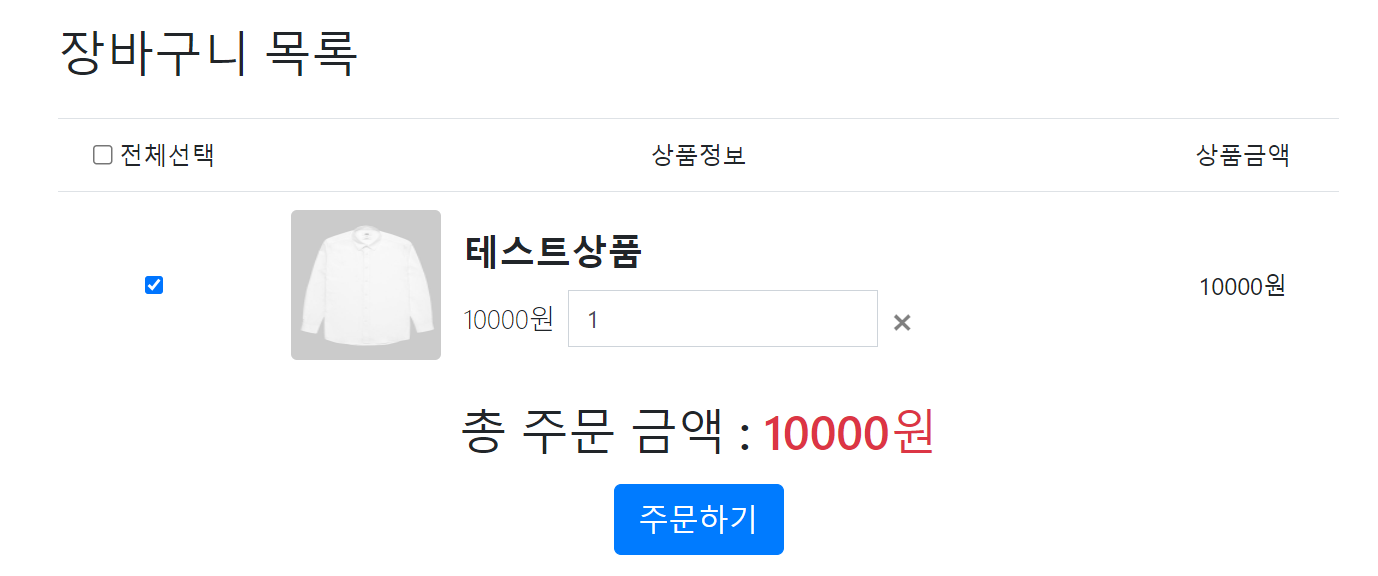 장바구니 목록
전체선택 상품정보 상품금액
테스트상품
10000원 1 ×
10000원
총 주문 금액 : 10000원
주문하기